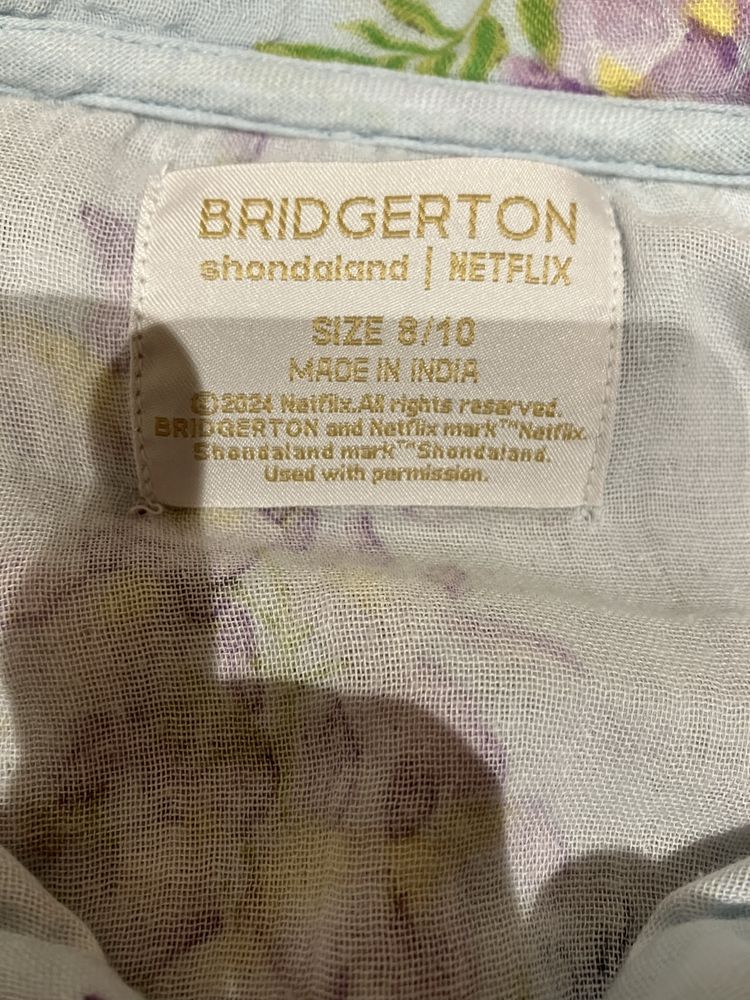 BRIDGERTON
shondaland | NETFLIX
SIZE 8/10
MADE IN INDIA
©2024 Netflix.All rights reserved.
BRIDGERTON and Netflix mark™Netflix.
Shondaland mark™Shondaland.
Used with permission.